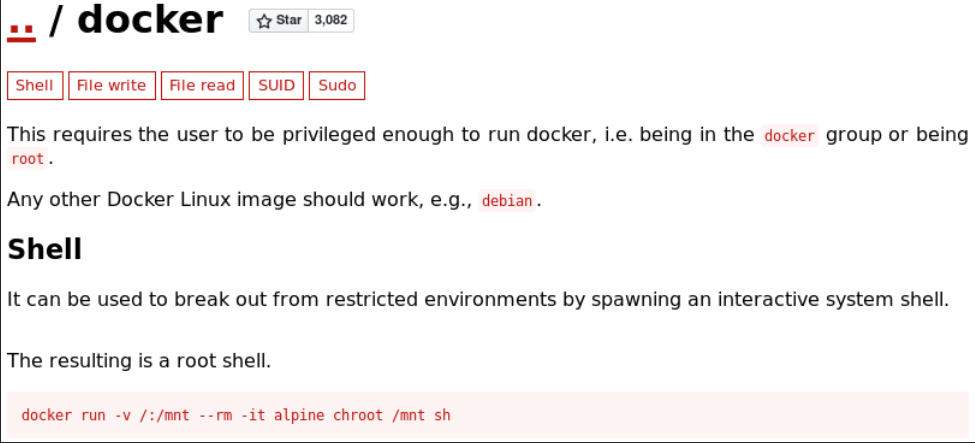 .. / docker Star 3,082
Shell File write File read SUID Sudo
This requires the user to be privileged enough to run docker, i.e. being in the docker group or being
root.
Any other Docker Linux image should work, e.g., debian.
Shell
It can be used to break out from restricted environments by spawning an interactive system shell.
The resulting is a root shell.
docker run -v /:/mnt --rm -it alpine chroot /mnt sh